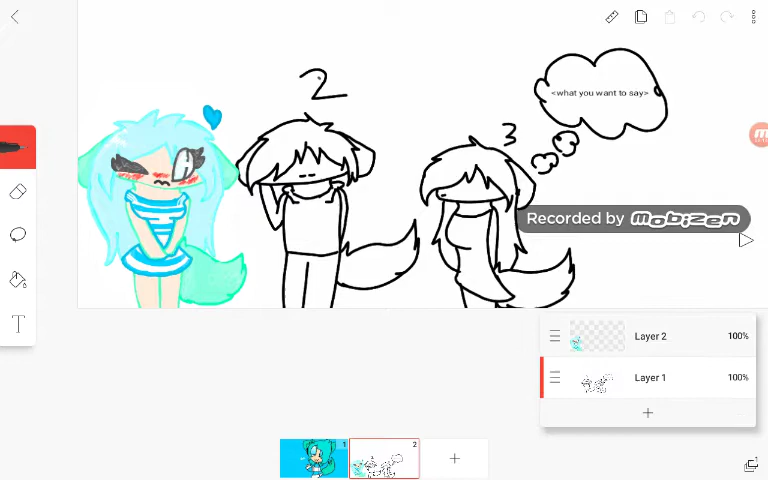 2
3
<what you want to say>
Recorded by mobizen
M
T
Layer 2 100%
Layer 1 100%
1
2